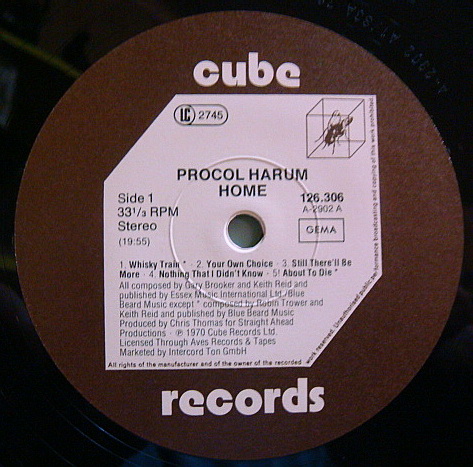 cube
LC 2745
PROCOL HARUM
HOME
Side 1
33 1/3 RPM
Stereo
(19:55)
126.306
A-2902 A
GEMA
1. Whisky Train * · 2. Your Own Choice · 3. Still There'll Be
More · 4. Nothing That I Didn't Know · 5. About To Die *
All composed by Gary Brooker and Keith Reid and
published by Essex Music International Ltd./Blue
Beard Music except * composed by Robin Trower and
Keith Reid and published by Blue Beard Music
Produced by Chris Thomas for Straight Ahead
Productions · ℗ 1970 Cube Records Ltd.
Licensed Through Aves Records & Tapes
Marketed by Intercord Ton GmbH
All rights of the manufacturer and of the owner of the recorded
work reserved. Unauthorised public performance broadcasting and copying of this work prohibited
records